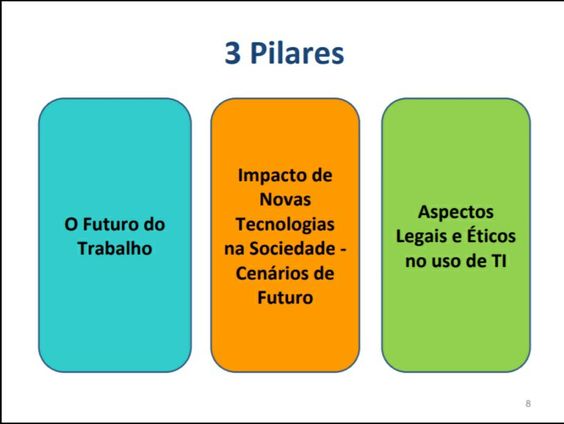 3 Pilares
O Futuro do
Trabalho
Impacto de
Novas
Tecnologias
na Sociedade -
Cenários de
Futuro
Aspectos
Legais e Éticos
no uso de TI
8